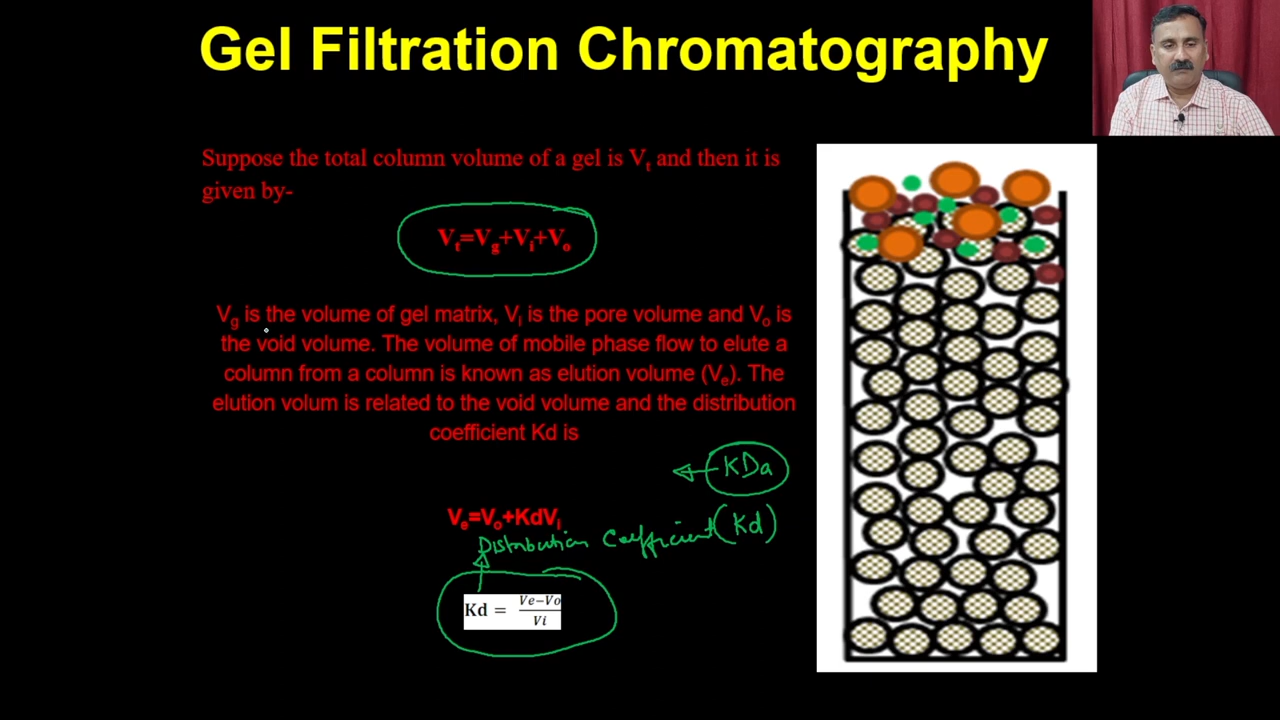 Gel Filtration Chromatography
Suppose the total column volume of a gel is Vt and then it is
given by-
Vt=Vg+Vi+Vo
Vg is the volume of gel matrix, Vi is the pore volume and Vo is
the void volume. The volume of mobile phase flow to elute a
column from a column is known as elution volume (Ve). The
elution volum is related to the void volume and the distribution
coefficient Kd is
KDa
Ve=Vo+KdVi
Distribution Coefficient (Kd)
Kd = Ve−Vo
Vi